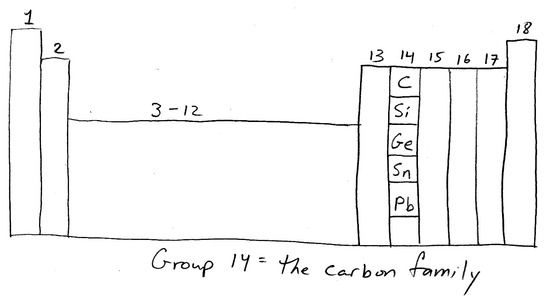 1
18
2
13 14 15 16 17
C
3-12
Si
Ge
Sn
Pb
Group 14 = the carbon family